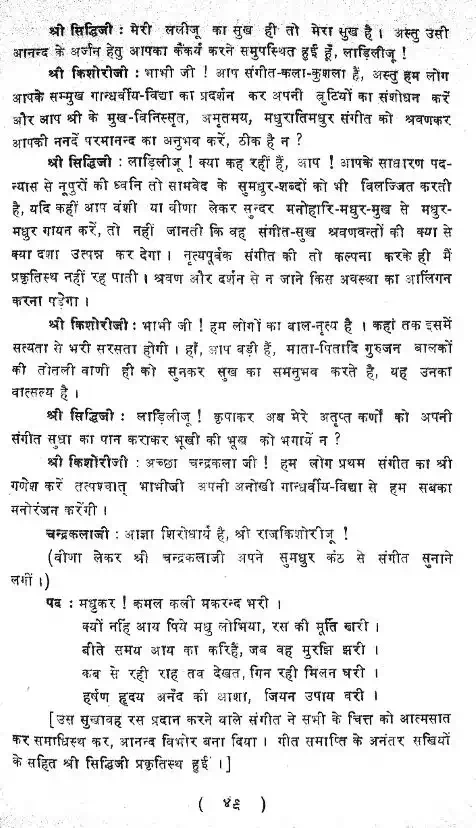 श्री सिद्धिजी : मेरी ललीजू का सुख ही तो मेरा सुख है । अस्तु उसी
आनन्द के अर्जन हेतु आपका कैंकर्य करने समुपस्थित हुई हूँ, लाड़िलीजू !
श्री किशोरीजी : भाभी जी ! आप संगीत-कला-कुशला हैं, अस्तु हम लोग
आपके सम्मुख गान्धर्वीय-विद्या का प्रदर्शन कर अपनी त्रुटियों का संशोधन करें
और आप श्री के मुख-विनिस्सृत, अमृतमय, मधुरातिमधुर संगीत को श्रवणकर
आपकी ननदें परमानन्द का अनुभव करें, ठीक है न ?
श्री सिद्धिजी : लाड़िलीजू ! क्या कह रहीं हैं, आप ! आपके साधारण पद-
न्यास से नूपुरों की ध्वनि तो सामवेद के सुमधुर-शब्दों को भी विलज्जित करती
है, यदि कहीं आप वंशी या वीणा लेकर सुन्दर मनोहारि-मधुर-मुख से मधुर-
मधुर गायन करें, तो नहीं जानती कि वह संगीत-सुख श्रवणवन्तों की क्या से
क्या दशा उत्पन्न कर देगा । नृत्यपूर्वक संगीत की तो कल्पना करके ही मैं
प्रकृतिस्थ नहीं रह पाती । श्रवण और दर्शन से न जाने किस अवस्था का आलिंगन
करना पड़ेगा ।
श्री किशोरीजी : भाभी जी ! हम लोगों का बाल-नृत्य है । कहां तक इसमें
सत्यता से भरी सरसता होगी । हाँ, आप बड़ी हैं, माता-पितादि गुरुजन बालकों
की तोतली वाणी ही को सुनकर सुख का समनुभव करते है, यह उनका
वात्सल्य है ।
श्री सिद्धिजी : लाड़िलीजू ! कृपाकर अब मेरे अतृप्त कर्णों को अपनी
संगीत सुधा का पान कराकर भूखी की भूख को भगायें न ?
श्री किशोरीजी : अच्छा चन्द्रकला जी ! हम लोग प्रथम संगीत का श्री
गणेश करें तत्पश्चात् भाभीजी अपनी अनोखी गान्धर्वीय-विद्या से हम सबका
मनोरंजन करेंगी ।
चन्द्रकलाजी : आज्ञा शिरोधार्य है, श्री राजकिशोरीजू !
(वीणा लेकर श्री चन्द्रकलाजी अपने सुमधुर कंठ से संगीत सुनाने
लगीं ।)
पद : मधुकर ! कमल कली मकरन्द भरी ।
क्यों नहिं आय पिये मधु लोभिया, रस की मूर्ति खरी ।
बीते समय आय का करिहैं, जब वह मुरझि झरी ।
कब से रही राह तव देखत, गिन रही मिलन घरी ।
हर्षण हृदय अनँद की आशा, जियन उपाय वरी ।
[उस सुखावह रस प्रदान करने वाले संगीत ने सभी के चित्त को आत्मसात
कर समाधिस्थ कर, आनन्द विभोर बना दिया । गीत समाप्ति के अनंतर सखियों
के सहित श्री सिद्धिजी प्रकृतिस्थ हुईं ।]
( ४९ )